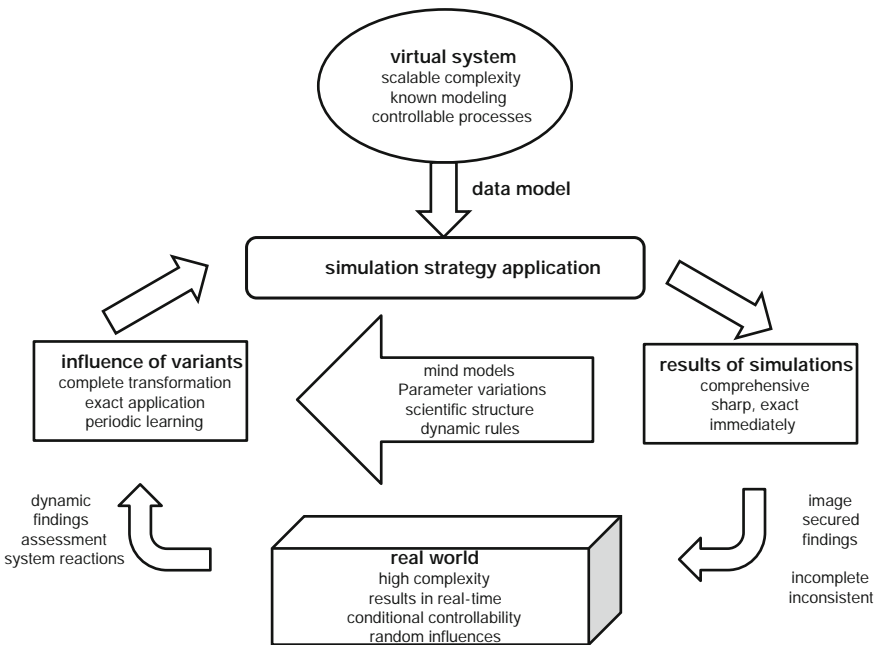 virtual system
scalable complexity
known modeling
controllable processes
data model
simulation strategy application
influence of variants
complete transformation
exact application
periodic learning
mind models
Parameter variations
scientific structure
dynamic rules
results of simulations
comprehensive
sharp, exact
immediately
dynamic
findings
assessment
system reactions
real world
high complexity
results in real-time
conditional controllability
random influences
image
secured
findings
incomplete
inconsistent